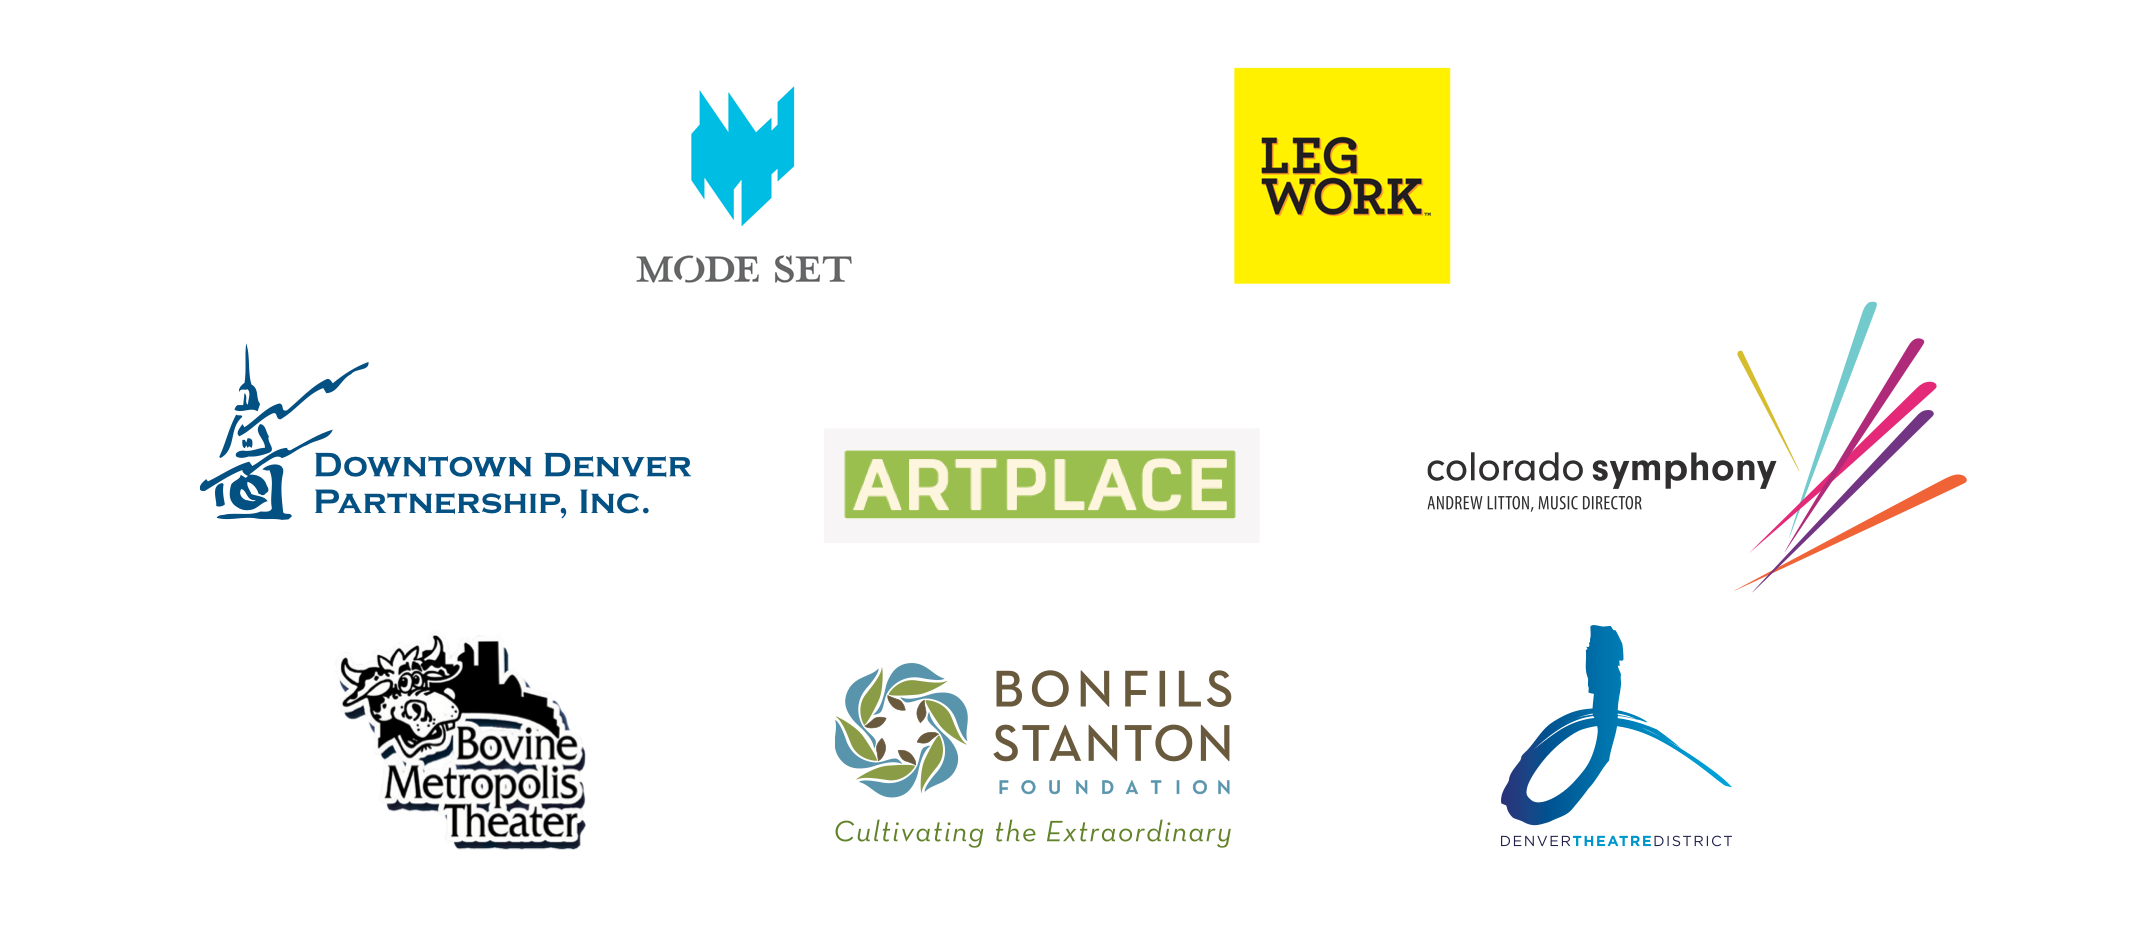 MODE SET
LEG
WORK™
DOWNTOWN DENVER
PARTNERSHIP, INC.
ARTPLACE
colorado symphony
ANDREW LITTON, MUSIC DIRECTOR
Bovine
Metropolis
Theater
BONFILS
STANTON
FOUNDATION
Cultivating the Extraordinary
DENVERTHEATREDISTRICT